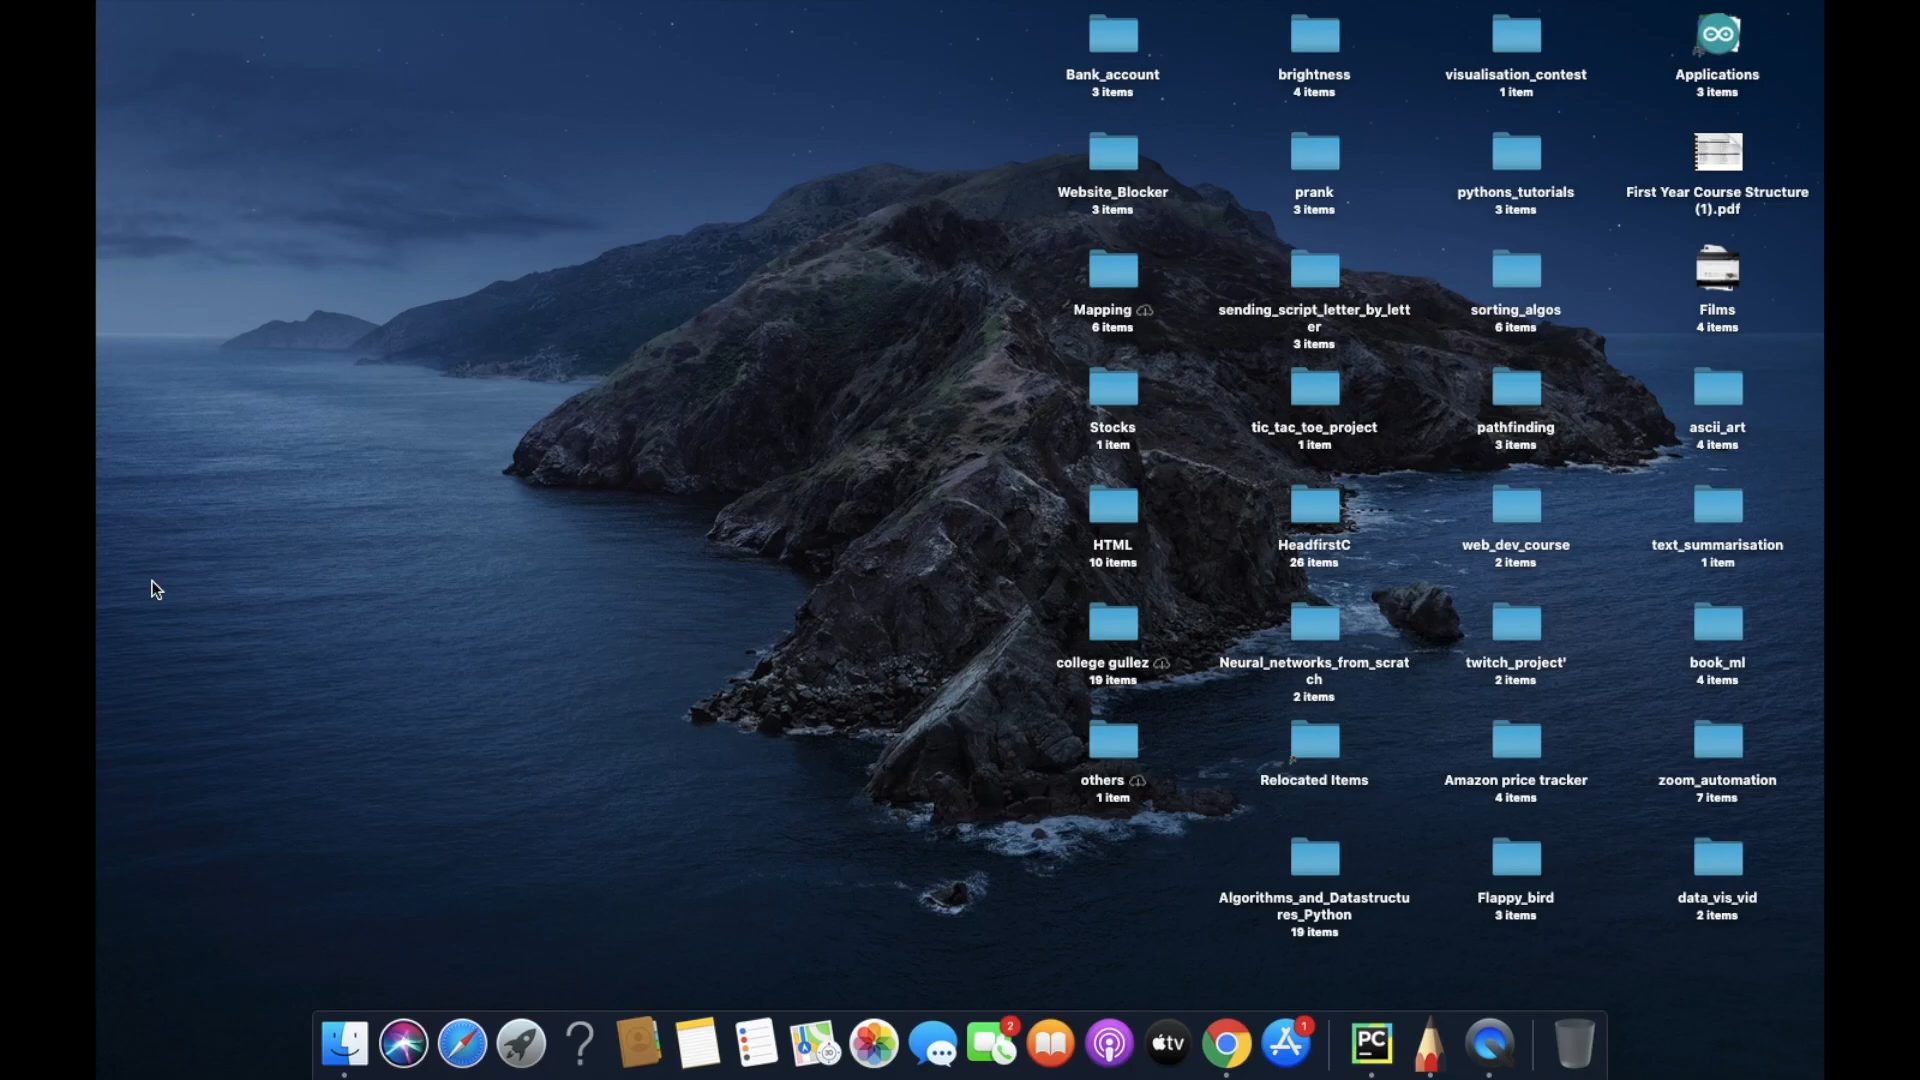 Bank_account
3 items
brightness
4 items
visualisation_contest
1 item
Applications
3 items
Website_Blocker
3 items
prank
3 items
pythons_tutorials
3 items
First Year Course Structure
(1).pdf
Mapping
6 items
sending_script_letter_by_lett
er
3 items
sorting_algos
6 items
Films
4 items
Stocks
1 item
tic_tac_toe_project
1 item
pathfinding
3 items
ascii_art
4 items
HTML
10 items
HeadfirstC
26 items
web_dev_course
2 items
text_summarisation
1 item
college gullez
19 items
Neural_networks_from_scrat
ch
2 items
twitch_project'
2 items
book_ml
4 items
others
1 item
Relocated Items
Amazon price tracker
4 items
zoom_automation
7 items
Algorithms_and_Datastructu
res_Python
19 items
Flappy_bird
3 items
data_vis_vid
2 items
?
3D
2
tv
1
PC